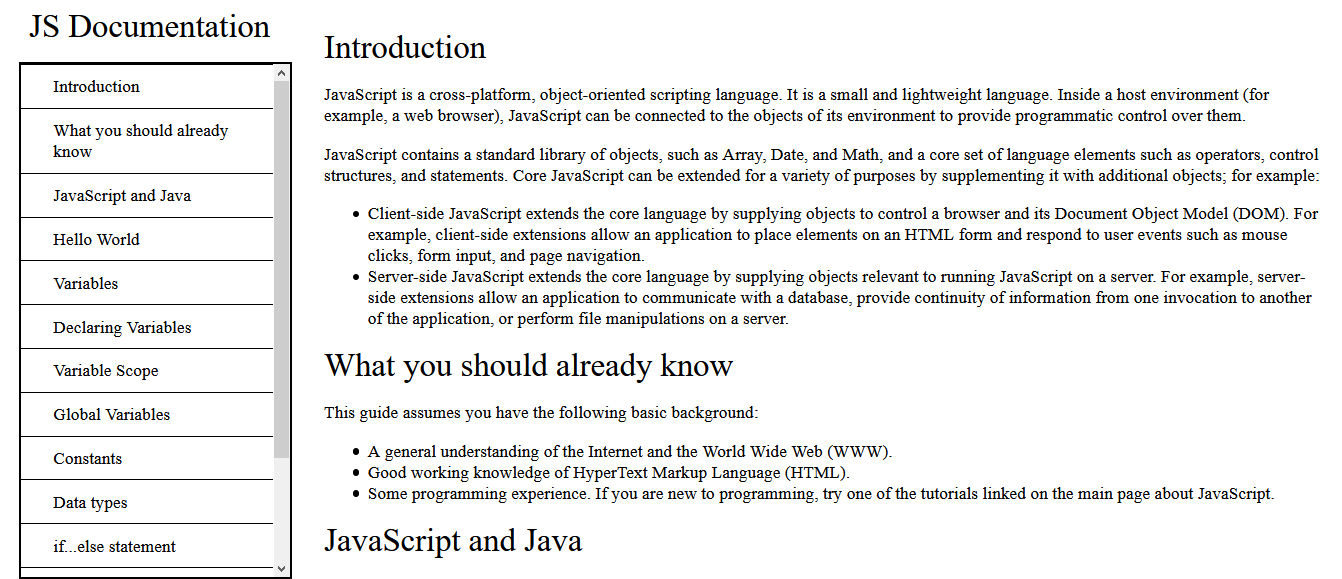 JS Documentation
Introduction
What you should already
know
JavaScript and Java
Hello World
Variables
Declaring Variables
Variable Scope
Global Variables
Constants
Data types
if...else statement
Introduction
JavaScript is a cross-platform, object-oriented scripting language. It is a small and lightweight language. Inside a host environment (for
example, a web browser), JavaScript can be connected to the objects of its environment to provide programmatic control over them.
JavaScript contains a standard library of objects, such as Array, Date, and Math, and a core set of language elements such as operators, control
structures, and statements. Core JavaScript can be extended for a variety of purposes by supplementing it with additional objects; for example:
• Client-side JavaScript extends the core language by supplying objects to control a browser and its Document Object Model (DOM). For
example, client-side extensions allow an application to place elements on an HTML form and respond to user events such as mouse
clicks, form input, and page navigation.
• Server-side JavaScript extends the core language by supplying objects relevant to running JavaScript on a server. For example, server-
side extensions allow an application to communicate with a database, provide continuity of information from one invocation to another
of the application, or perform file manipulations on a server.
What you should already know
This guide assumes you have the following basic background:
• A general understanding of the Internet and the World Wide Web (WWW).
• Good working knowledge of HyperText Markup Language (HTML).
• Some programming experience. If you are new to programming, try one of the tutorials linked on the main page about JavaScript.
JavaScript and Java